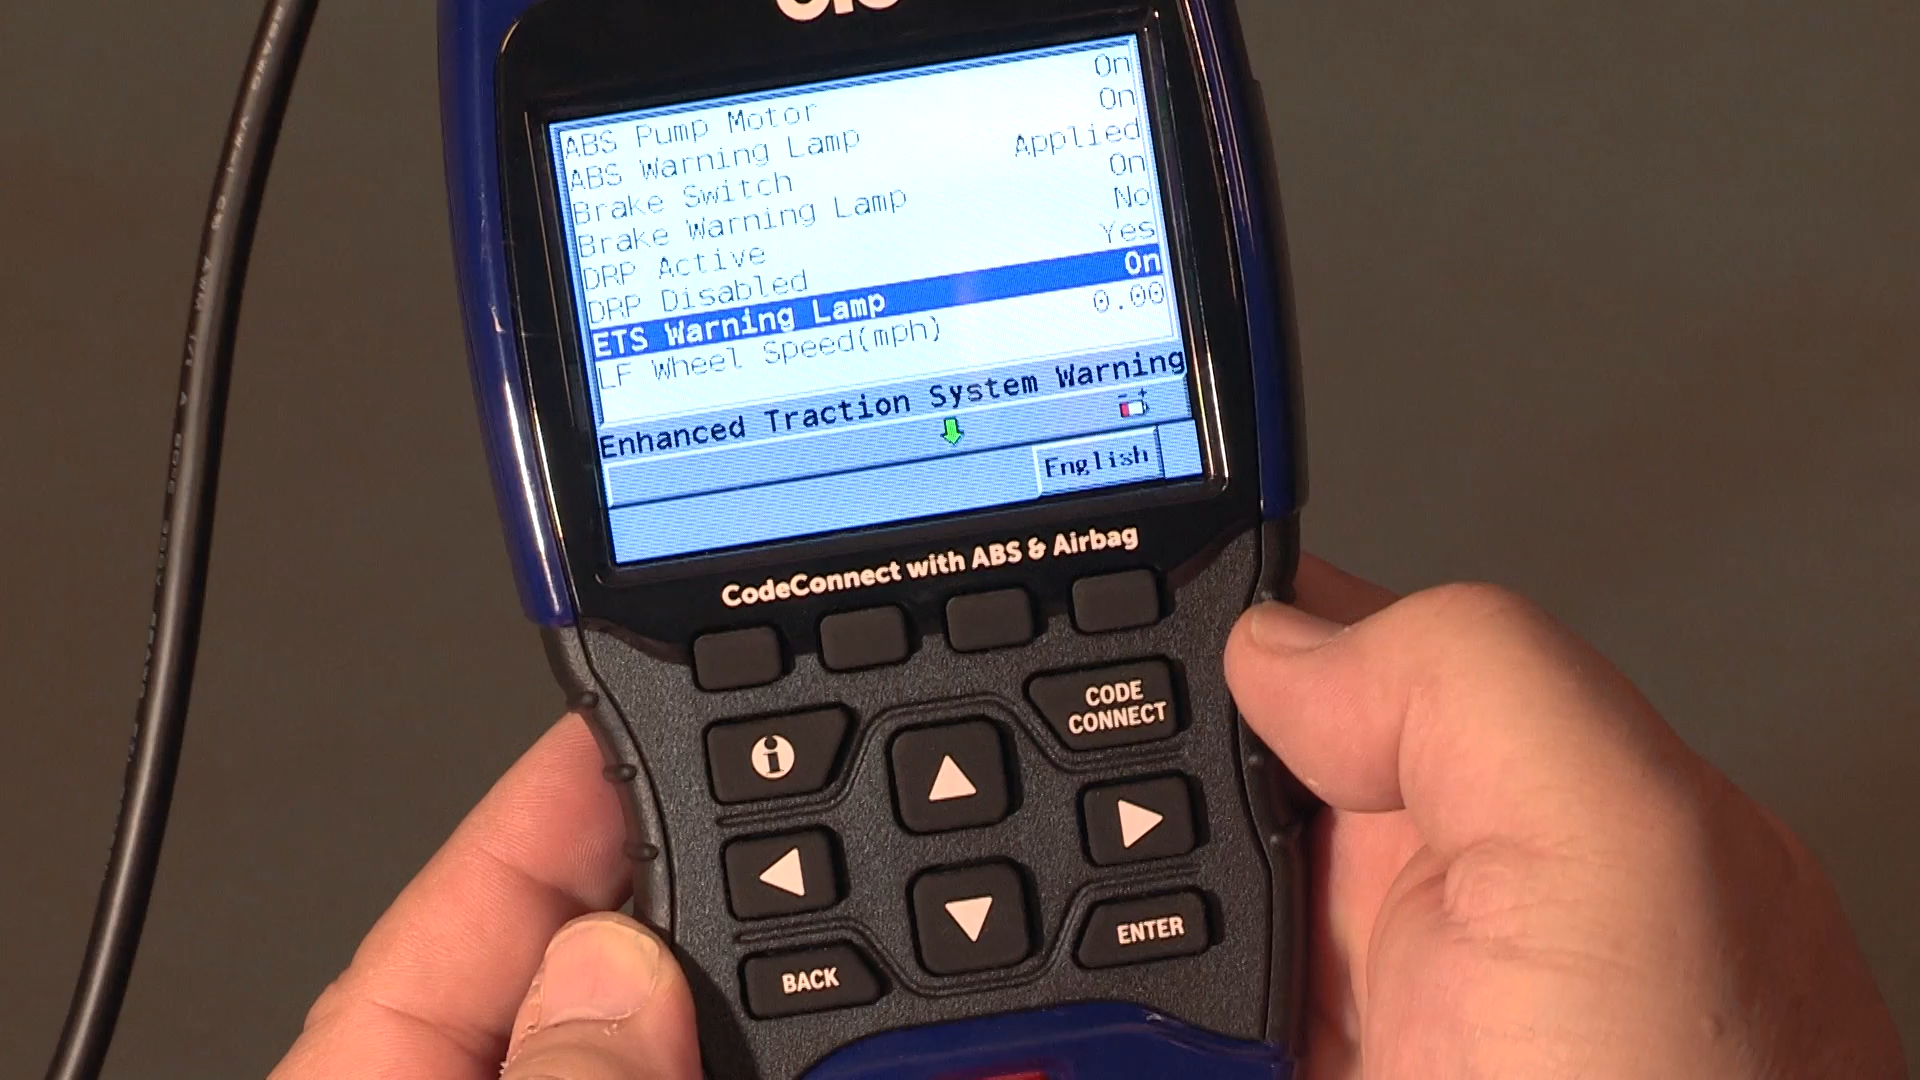 ABS Pump Motor On
ABS Warning Lamp On
Brake Switch Applied
Brake Warning Lamp On
DRP Active No
DRP Disabled Yes
ETS Warning Lamp On
LF Wheel Speed(mph) 0.00
Enhanced Traction System Warning
English
CodeConnect with ABS & Airbag
CODE
CONNECT
i
ENTER
BACK